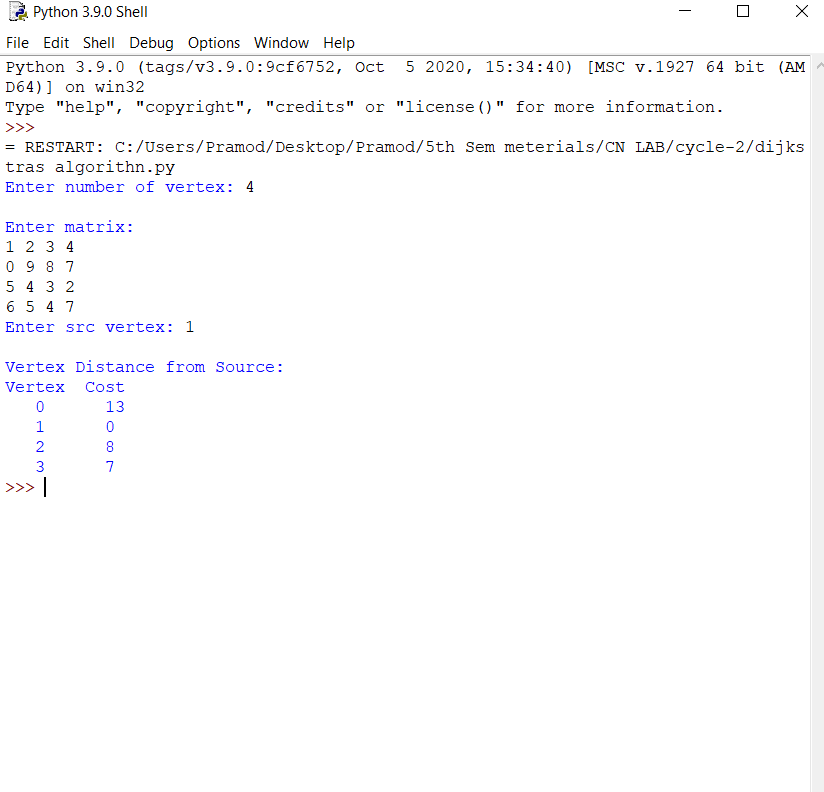 Python 3.9.0 Shell
File Edit Shell Debug Options Window Help
Python 3.9.0 (tags/v3.9.0:9cf6752, Oct  5 2020, 15:34:40) [MSC v.1927 64 bit (AM
D64)] on win32
Type "help", "copyright", "credits" or "license()" for more information.
>>>
= RESTART: C:/Users/Pramod/Desktop/Pramod/5th Sem meterials/CN LAB/cycle-2/dijks
tras algorithn.py
Enter number of vertex: 4
Enter matrix:
1 2 3 4
0 9 8 7
5 4 3 2
6 5 4 7
Enter src vertex: 1
Vertex Distance from Source:
Vertex  Cost
0      13
1      0
2      8
3      7
>>>